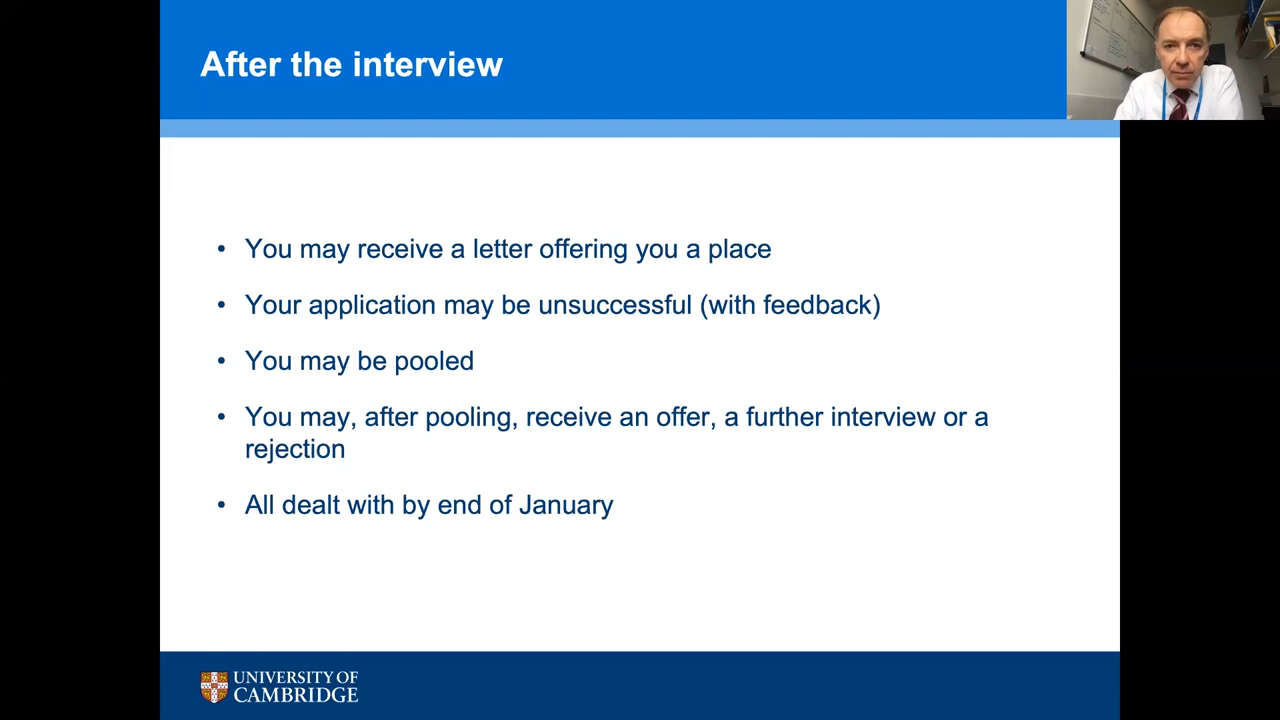 After the interview
• You may receive a letter offering you a place
• Your application may be unsuccessful (with feedback)
• You may be pooled
• You may, after pooling, receive an offer, a further interview or a
rejection
• All dealt with by end of January
UNIVERSITY OF
CAMBRIDGE